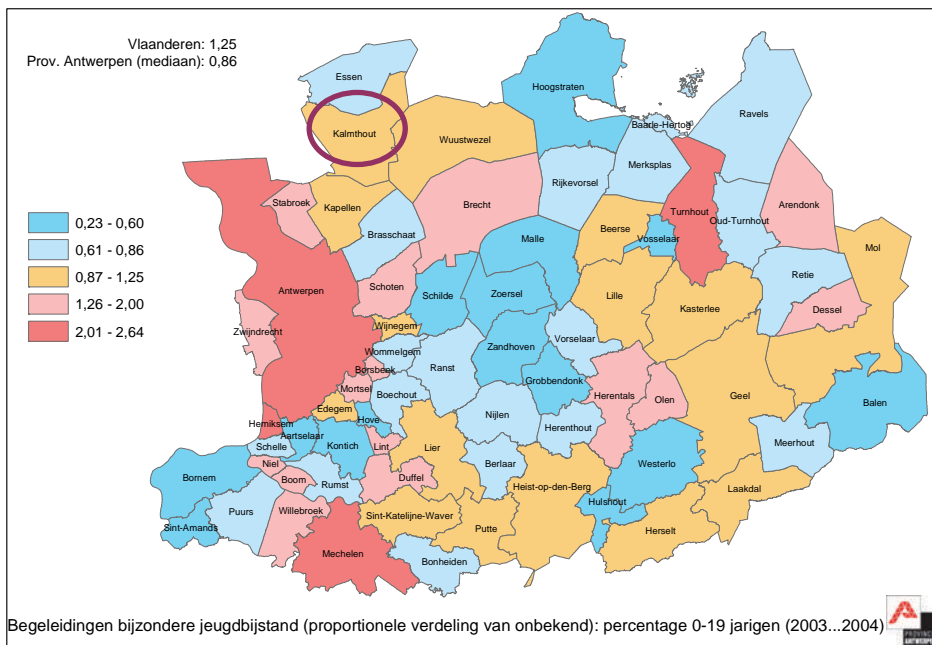 Vlaanderen: 1,25
Prov. Antwerpen (mediaan): 0,86
Essen
Hoogstraten
Kalmthout
Wuustwezel
Baarle-Hertog
Ravels
Merksplas
Rijkevorsel
Stabroek
Kapellen
Brecht
Turnhout
Arendonk
Oud-Turnhout
Brasschaat
Beerse
Vosselaar
Malle
Mol
0,23 - 0,60
0,61 - 0,86
0,87 - 1,25
1,26 - 2,00
2,01 - 2,64
Retie
Antwerpen
Schoten
Schilde
Zoersel
Lille
Kasterlee
Dessel
Zwijndrecht
Wijnegem
Wommelgem
Vorselaar
Zandhoven
Ranst
Borsbeek
Grobbendonk
Mortsel
Boechout
Herentals
Olen
Geel
Balen
Edegem
Hove
Nijlen
Hemiksem
Aartselaar
Herenthout
Schelle
Kontich
Lint
Lier
Meerhout
Niel
Berlaar
Westerlo
Bornem
Boom
Rumst
Duffel
Heist-op-den-Berg
Laakdal
Hulshout
Puurs
Willebroek
Sint-Katelijne-Waver
Sint-Amands
Putte
Herselt
Mechelen
Bonheiden
Begeleidingen bijzondere jeugdbijstand (proportionele verdeling van onbekend): percentage 0-19 jarigen (2003...2004)
A
PROVINCIE
ANTWERPEN